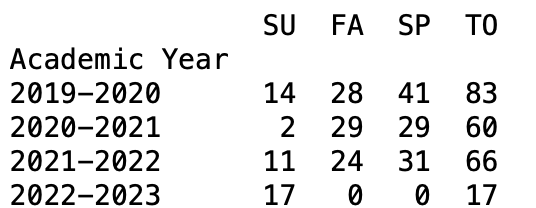 SU FA SP TO
Academic Year
2019-2020 14 28 41 83
2020-2021 2 29 29 60
2021-2022 11 24 31 66
2022-2023 17 0 0 17